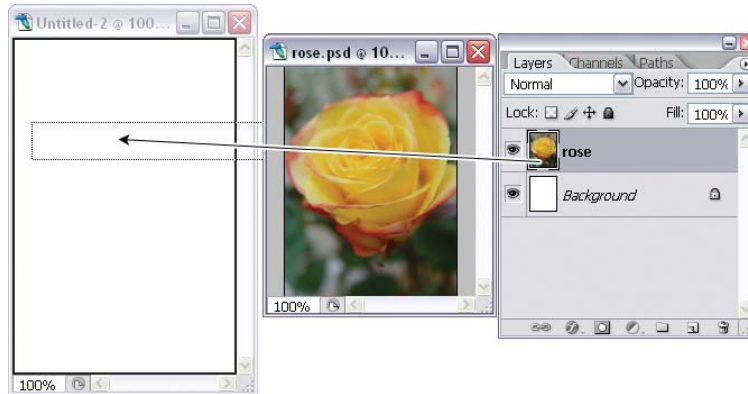 Untitled-2 @ 100...
100%
rose.psd @ 10...
100%
Layers Channels Paths
Normal Opacity: 100%
Lock: Fill: 100%
rose
Background